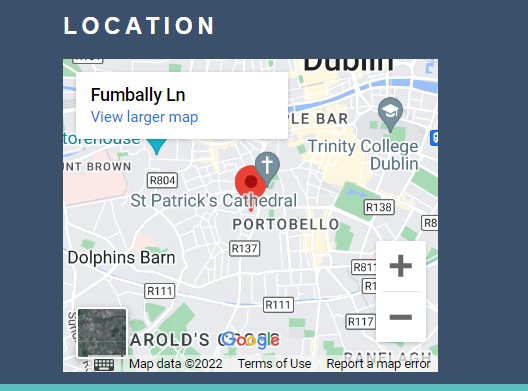 LOCATION
Dublin
Fumbally Ln
View larger map
PLE BAR
torehouse
Trinity College
Dublin
UNT BROWN
R804
St Patrick's Cathedral
R138
PORTOBELLO
R8
R137
Dolphins Barn
R811
R111
R111
R117
AROLD'S
Google
RANELAGH
Map data ©2022 Terms of Use Report a map error